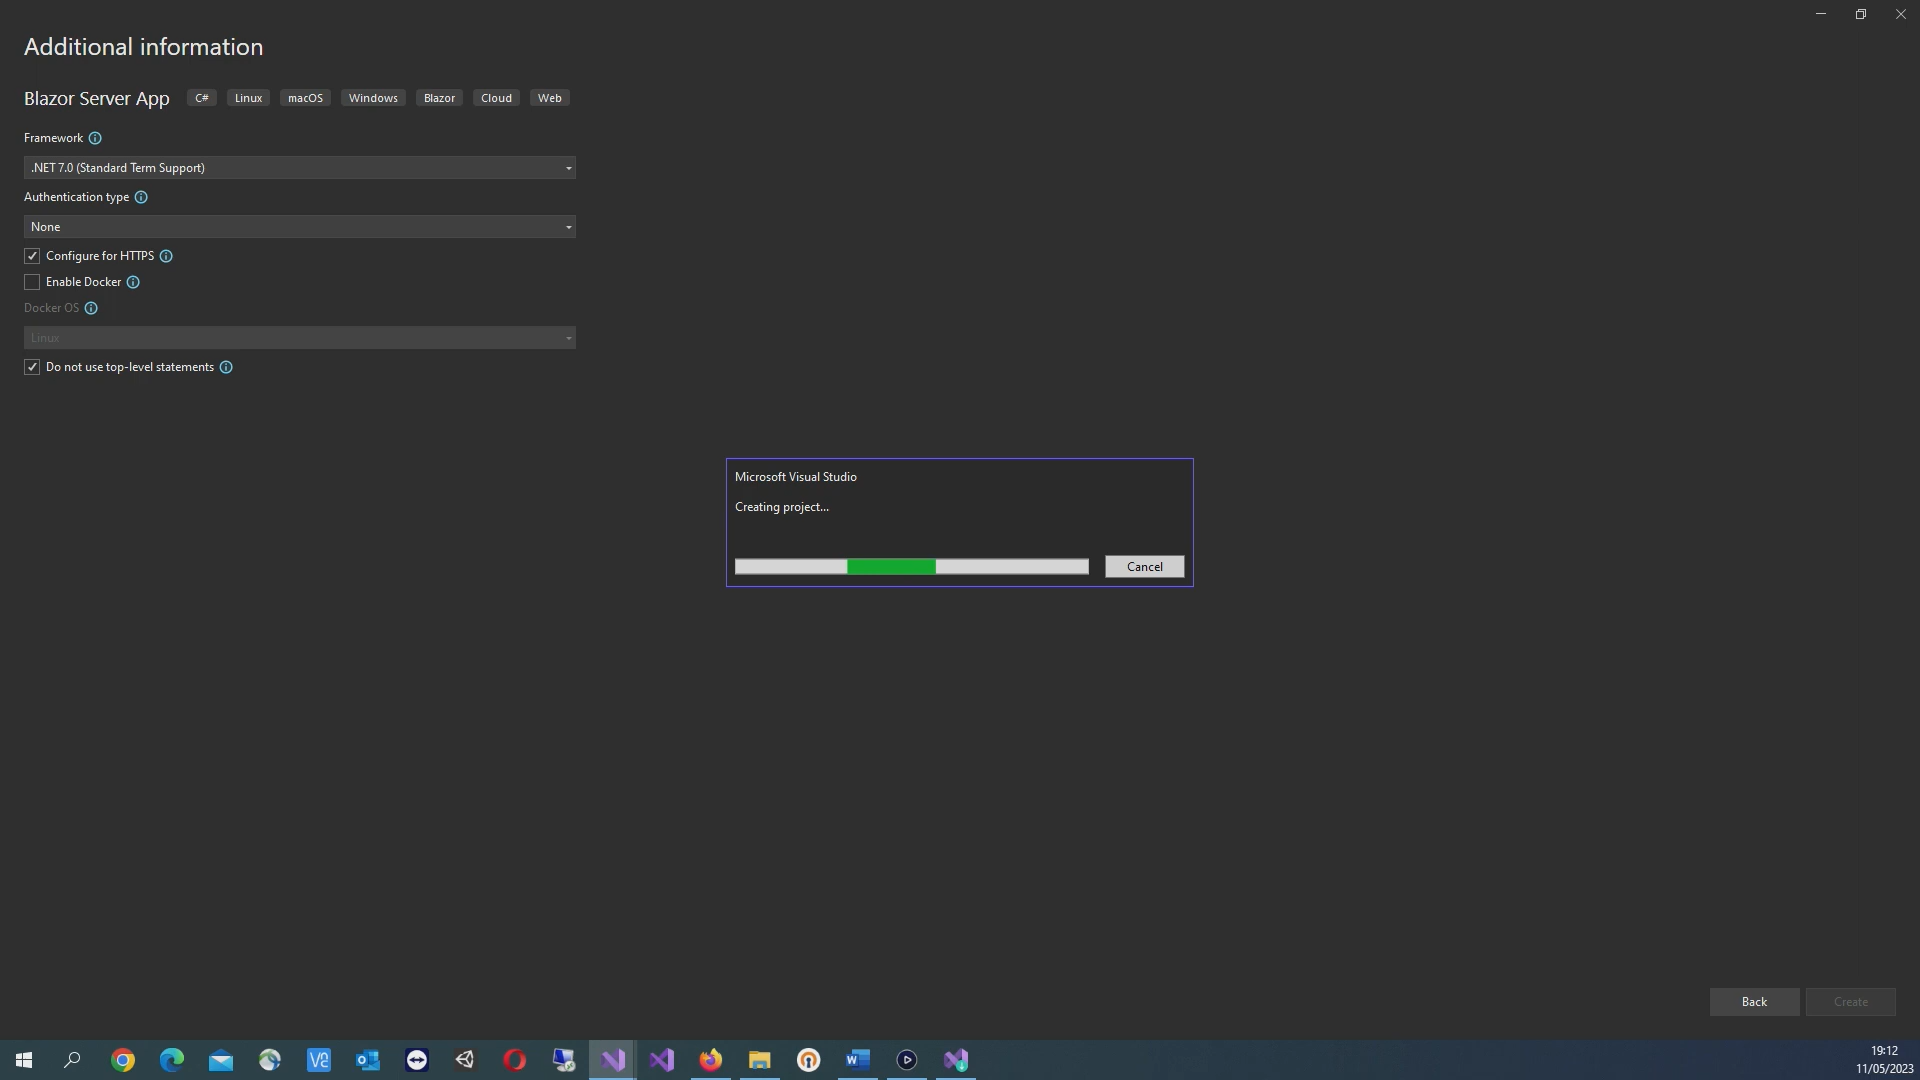 Additional information
Blazor Server App C# Linux macOS Windows Blazor Cloud Web
Framework
.NET 7.0 (Standard Term Support)
Authentication type
None
Configure for HTTPS
Enable Docker
Docker OS
Linux
Do not use top-level statements
Microsoft Visual Studio
Creating project...
Cancel
Back Create
19:12
11/05/2023